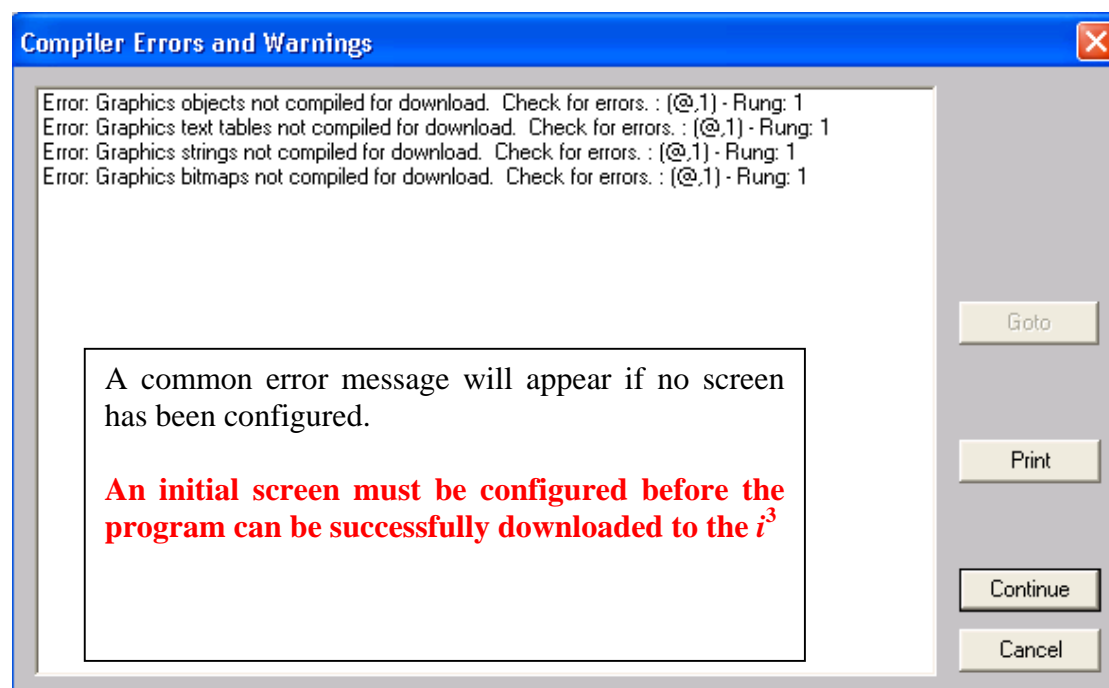 Compiler Errors and Warnings
Error: Graphics objects not compiled for download.  Check for errors. : (@,1) - Rung: 1
Error: Graphics text tables not compiled for download.  Check for errors. : (@,1) - Rung: 1
Error: Graphics strings not compiled for download.  Check for errors. : (@,1) - Rung: 1
Error: Graphics bitmaps not compiled for download.  Check for errors. : (@,1) - Rung: 1
Goto
A common error message will appear if no screen
has been configured.
An initial screen must be configured before the
program can be successfully downloaded to the i³
Print
Continue
Cancel